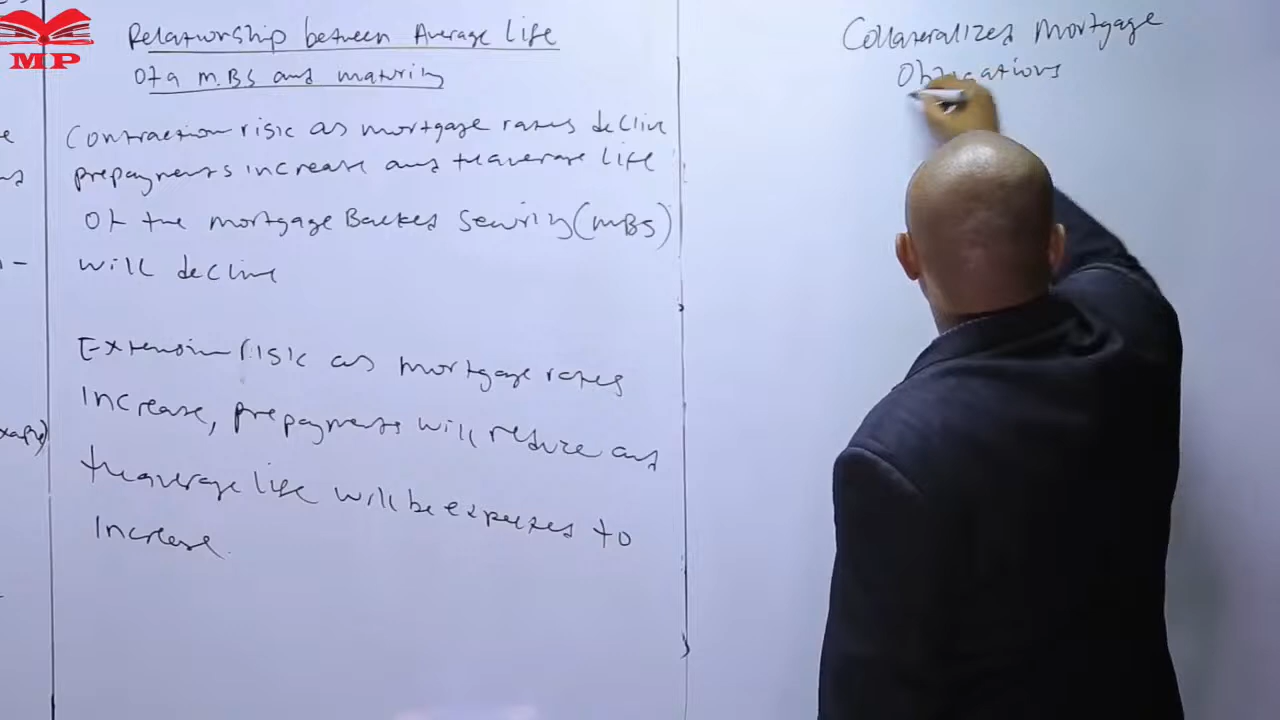 MP
Relationship between Average life
Of a M.BS and maturity
Contraction risk as mortgage rates decline
prepayments increase and the average life
Of the mortgage Backed Security (MBS)
will decline
Extension risk as mortgage rates
Increase, prepayments will reduce and
the average life will be expected to
Increase.
Collateralized Mortgage
Obligations